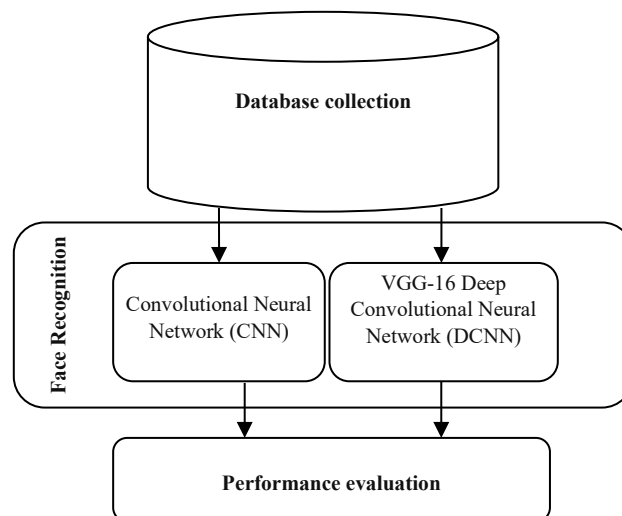 Database collection
Face Recognition
Convolutional Neural
Network (CNN)
VGG-16 Deep
Convolutional Neural
Network (DCNN)
Performance evaluation